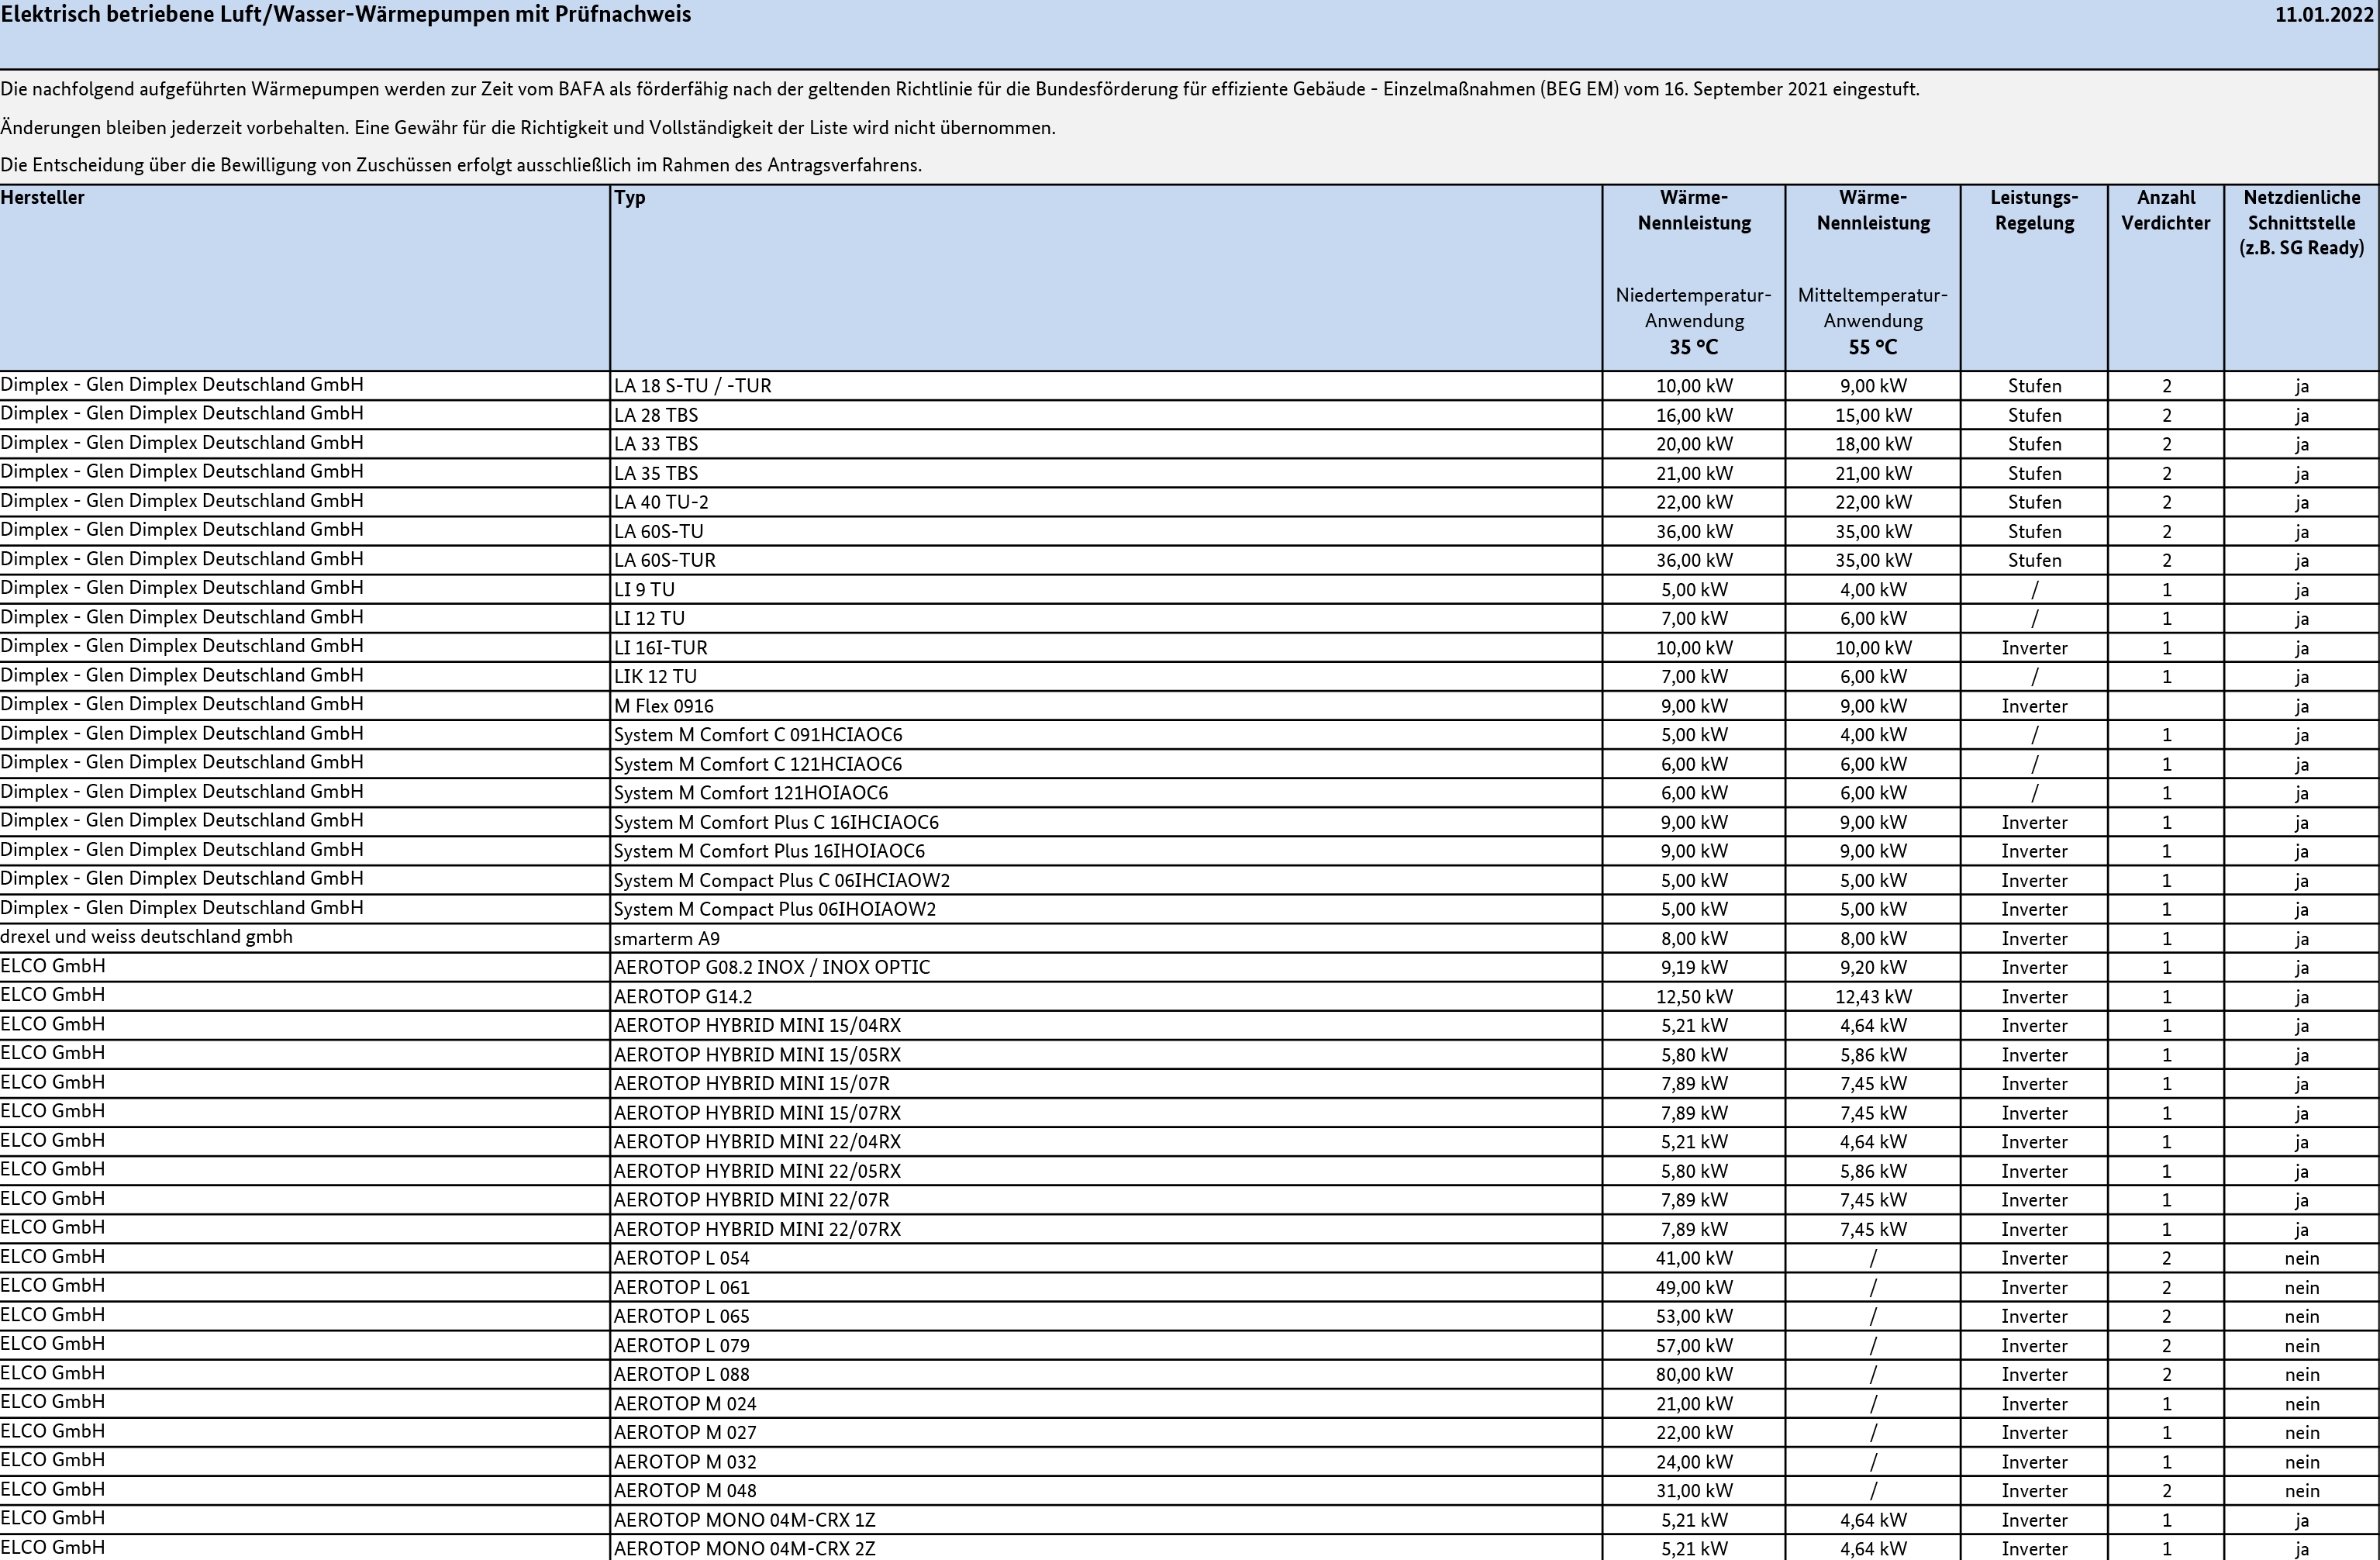 Elektrisch betriebene Luft/Wasser-Wärmepumpen mit Prüfnachweis 11.01.2022
Die nachfolgend aufgeführten Wärmepumpen werden zur Zeit vom BAFA als förderfähig nach der geltenden Richtlinie für die Bundesförderung für effiziente Gebäude - Einzelmaßnahmen (BEG EM) vom 16. September 2021 eingestuft.
Änderungen bleiben jederzeit vorbehalten. Eine Gewähr für die Richtigkeit und Vollständigkeit der Liste wird nicht übernommen.
Die Entscheidung über die Bewilligung von Zuschüssen erfolgt ausschließlich im Rahmen des Antragsverfahrens.
Hersteller Typ Wärme- Wärme- Leistungs- Anzahl Netzdienliche
Nennleistung Nennleistung Regelung Verdichter Schnittstelle
(z.B. SG Ready)
Niedertemperatur- Mitteltemperatur-
Anwendung Anwendung
35 °C 55 °C
Dimplex - Glen Dimplex Deutschland GmbH LA 18 S-TU / -TUR 10,00 kW 9,00 kW Stufen 2 ja
Dimplex - Glen Dimplex Deutschland GmbH LA 28 TBS 16,00 kW 15,00 kW Stufen 2 ja
Dimplex - Glen Dimplex Deutschland GmbH LA 33 TBS 20,00 kW 18,00 kW Stufen 2 ja
Dimplex - Glen Dimplex Deutschland GmbH LA 35 TBS 21,00 kW 21,00 kW Stufen 2 ja
Dimplex - Glen Dimplex Deutschland GmbH LA 40 TU-2 22,00 kW 22,00 kW Stufen 2 ja
Dimplex - Glen Dimplex Deutschland GmbH LA 60S-TU 36,00 kW 35,00 kW Stufen 2 ja
Dimplex - Glen Dimplex Deutschland GmbH LA 60S-TUR 36,00 kW 35,00 kW Stufen 2 ja
Dimplex - Glen Dimplex Deutschland GmbH LI 9 TU 5,00 kW 4,00 kW / 1 ja
Dimplex - Glen Dimplex Deutschland GmbH LI 12 TU 7,00 kW 6,00 kW / 1 ja
Dimplex - Glen Dimplex Deutschland GmbH LI 16I-TUR 10,00 kW 10,00 kW Inverter 1 ja
Dimplex - Glen Dimplex Deutschland GmbH LIK 12 TU 7,00 kW 6,00 kW / 1 ja
Dimplex - Glen Dimplex Deutschland GmbH M Flex 0916 9,00 kW 9,00 kW Inverter ja
Dimplex - Glen Dimplex Deutschland GmbH System M Comfort C 091HCIAOC6 5,00 kW 4,00 kW / 1 ja
Dimplex - Glen Dimplex Deutschland GmbH System M Comfort C 121HCIAOC6 6,00 kW 6,00 kW / 1 ja
Dimplex - Glen Dimplex Deutschland GmbH System M Comfort 121HOIAOC6 6,00 kW 6,00 kW / 1 ja
Dimplex - Glen Dimplex Deutschland GmbH System M Comfort Plus C 16IHCIAOC6 9,00 kW 9,00 kW Inverter 1 ja
Dimplex - Glen Dimplex Deutschland GmbH System M Comfort Plus 16IHOIAOC6 9,00 kW 9,00 kW Inverter 1 ja
Dimplex - Glen Dimplex Deutschland GmbH System M Compact Plus C 06IHCIAOW2 5,00 kW 5,00 kW Inverter 1 ja
Dimplex - Glen Dimplex Deutschland GmbH System M Compact Plus 06IHOIAOW2 5,00 kW 5,00 kW Inverter 1 ja
drexel und weiss deutschland gmbh smarterm A9 8,00 kW 8,00 kW Inverter 1 ja
ELCO GmbH AEROTOP G08.2 INOX / INOX OPTIC 9,19 kW 9,20 kW Inverter 1 ja
ELCO GmbH AEROTOP G14.2 12,50 kW 12,43 kW Inverter 1 ja
ELCO GmbH AEROTOP HYBRID MINI 15/04RX 5,21 kW 4,64 kW Inverter 1 ja
ELCO GmbH AEROTOP HYBRID MINI 15/05RX 5,80 kW 5,86 kW Inverter 1 ja
ELCO GmbH AEROTOP HYBRID MINI 15/07R 7,89 kW 7,45 kW Inverter 1 ja
ELCO GmbH AEROTOP HYBRID MINI 15/07RX 7,89 kW 7,45 kW Inverter 1 ja
ELCO GmbH AEROTOP HYBRID MINI 22/04RX 5,21 kW 4,64 kW Inverter 1 ja
ELCO GmbH AEROTOP HYBRID MINI 22/05RX 5,80 kW 5,86 kW Inverter 1 ja
ELCO GmbH AEROTOP HYBRID MINI 22/07R 7,89 kW 7,45 kW Inverter 1 ja
ELCO GmbH AEROTOP HYBRID MINI 22/07RX 7,89 kW 7,45 kW Inverter 1 ja
ELCO GmbH AEROTOP L 054 41,00 kW / Inverter 2 nein
ELCO GmbH AEROTOP L 061 49,00 kW / Inverter 2 nein
ELCO GmbH AEROTOP L 065 53,00 kW / Inverter 2 nein
ELCO GmbH AEROTOP L 079 57,00 kW / Inverter 2 nein
ELCO GmbH AEROTOP L 088 80,00 kW / Inverter 2 nein
ELCO GmbH AEROTOP M 024 21,00 kW / Inverter 1 nein
ELCO GmbH AEROTOP M 027 22,00 kW / Inverter 1 nein
ELCO GmbH AEROTOP M 032 24,00 kW / Inverter 1 nein
ELCO GmbH AEROTOP M 048 31,00 kW / Inverter 2 nein
ELCO GmbH AEROTOP MONO 04M-CRX 1Z 5,21 kW 4,64 kW Inverter 1 ja
ELCO GmbH AEROTOP MONO 04M-CRX 2Z 5,21 kW 4,64 kW Inverter 1 ja